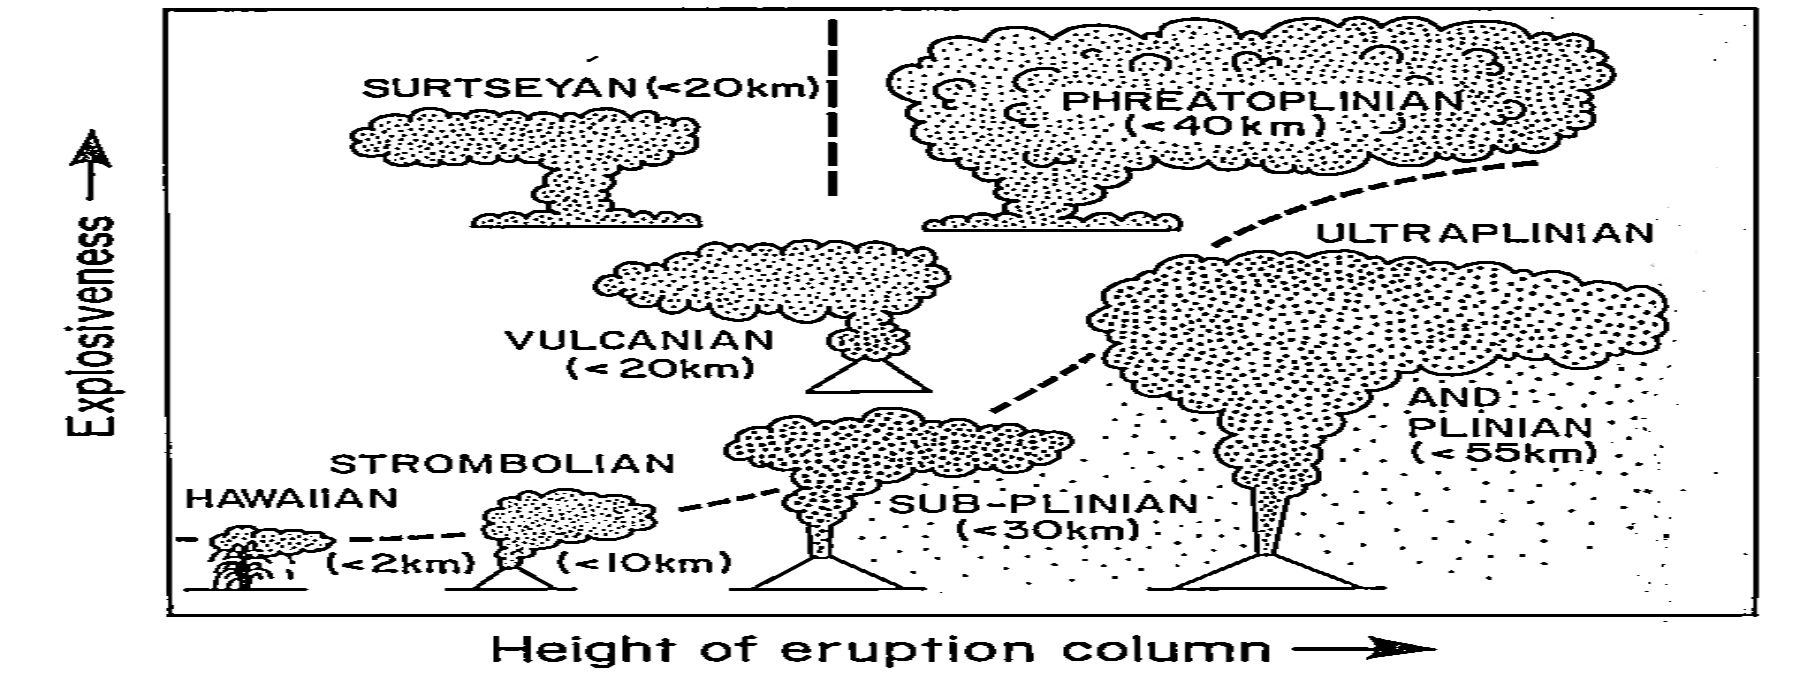 SURTSEYAN (<20km)
PHREATOPLINIAN
(<40km)
ULTRAPLINIAN
VULCANIAN
(<20km)
AND
PLINIAN
(<55km)
STROMBOLIAN
HAWAIIAN
SUB-PLINIAN
(<30km)
(<2km)
(<10km)
Explosiveness
Height of eruption column